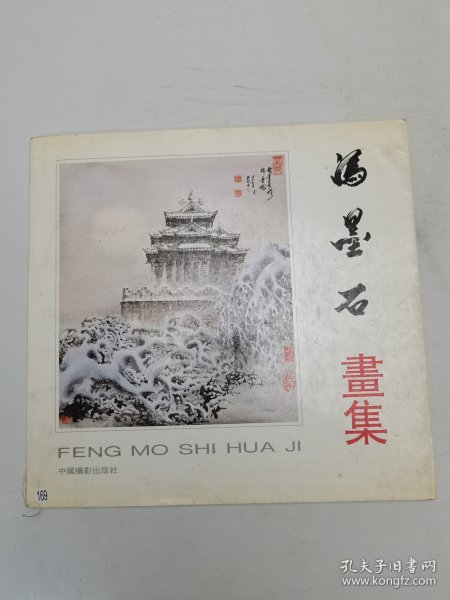 馮墨石
畫集
FENG MO SHI HUA JI
中國攝影出版社
169
孔夫子旧书网
www.kongfz.com